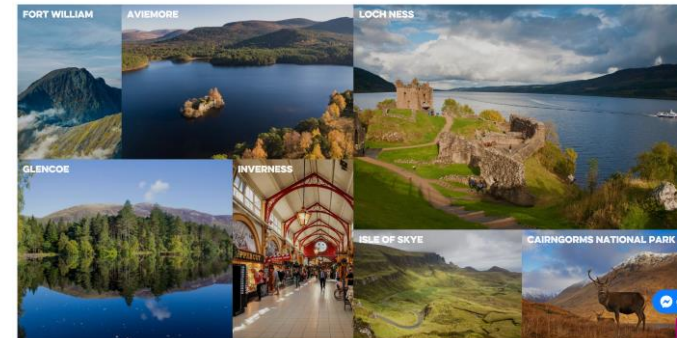 FORT WILLIAM
AVIEMORE
LOCH NESS
GLENCOE
INVERNESS
ISLE OF SKYE
CAIRNGORMS NATIONAL PARK